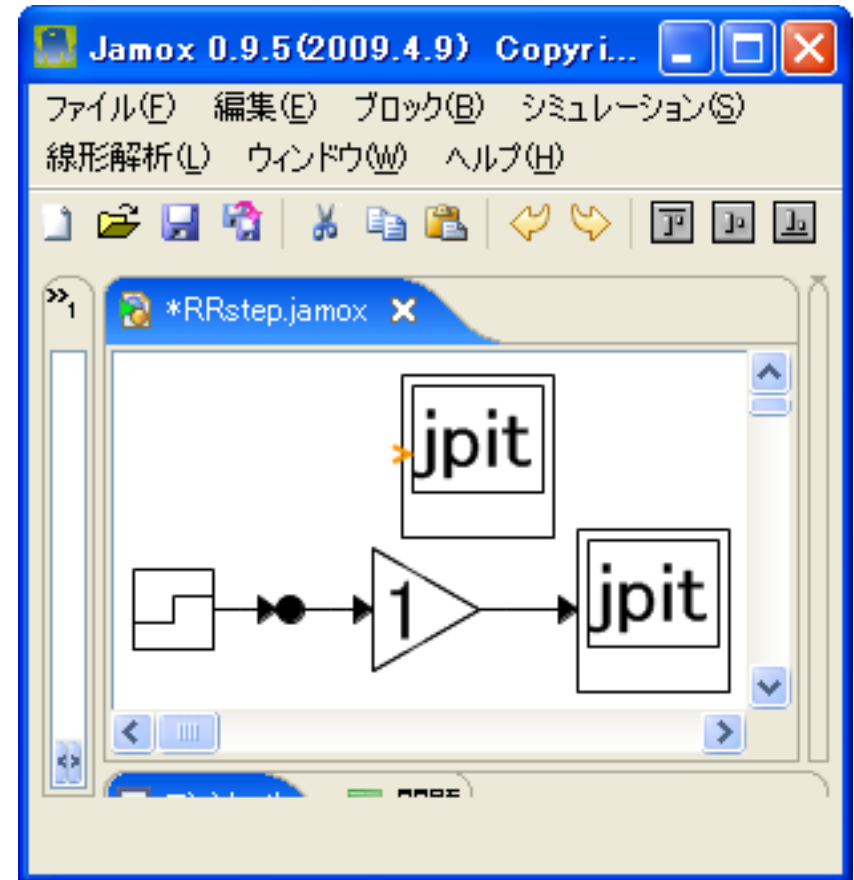 Jamox 0.9.5(2009.4.9) Copyri...
ファイル(F) 編集(E) ブロック(B) シミュレーション(S)
線形解析(L) ウィンドウ(W) ヘルプ(H)
»1
*RRstep.jamox
jpit
1
jpit